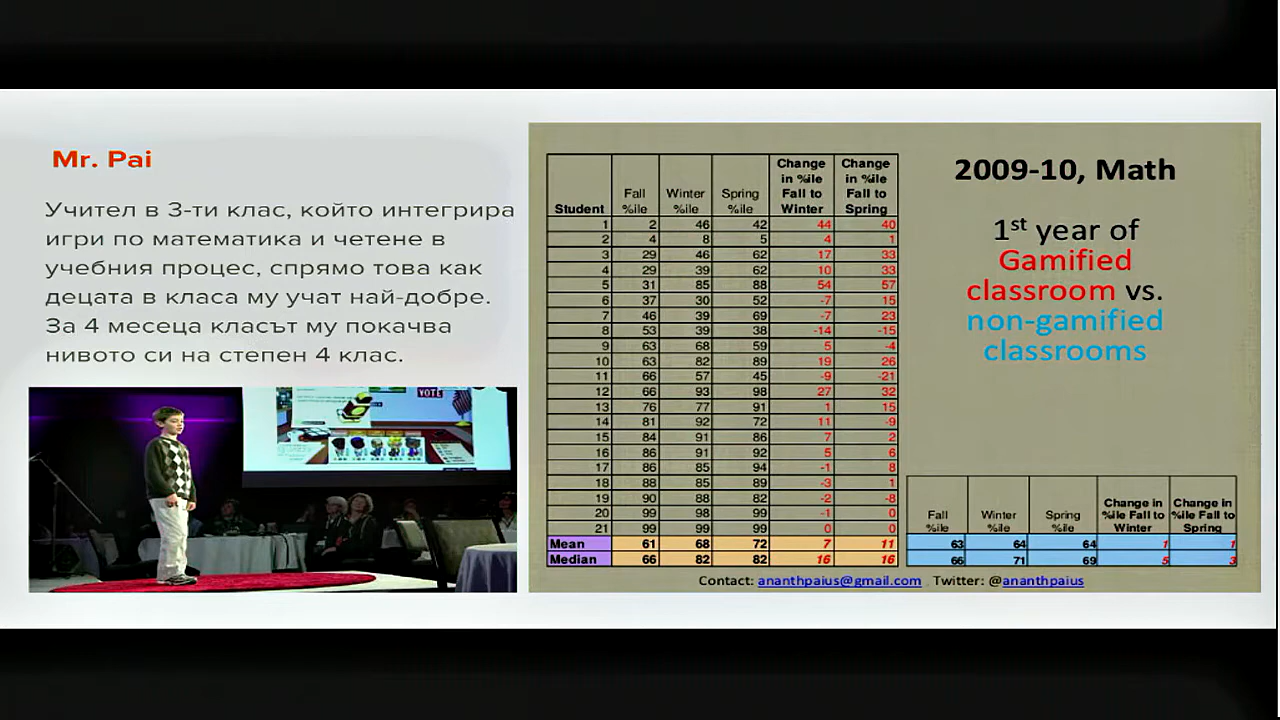 Mr. Pai
Учител в 3-ти клас, който интегрира
игри по математика и четене в
учебния процес, спрямо това как
децата в класа му учат най-добре.
За 4 месеца класът му покачва
нивото си на степен 4 клас.
VOTE
Student Fall %ile Winter %ile Spring %ile Change in %ile Fall to Winter Change in %ile Fall to Spring
1 2 46 42 44 40
2 4 8 5 4 1
3 29 46 62 17 33
4 29 39 62 10 33
5 31 85 88 54 57
6 37 30 52 -7 15
7 46 39 69 -7 23
8 53 39 38 -14 -15
9 63 68 59 5 -4
10 63 82 89 19 26
11 66 57 45 -9 -21
12 66 93 98 27 32
13 76 77 91 1 15
14 81 92 72 11 -9
15 84 91 86 7 2
16 86 91 92 5 6
17 86 85 94 -1 8
18 88 85 89 -3 1
19 90 88 82 -2 -8
20 99 98 99 -1 0
21 99 99 99 0 0
Mean 61 68 72 7 11
Median 66 82 82 16 16
2009-10, Math
1st year of
Gamified
classroom vs.
non-gamified
classrooms
Fall %ile Winter %ile Spring %ile Change in %ile Fall to Winter Change in %ile Fall to Spring
63 64 64 1 1
66 71 69 5 3
Contact: ananthpaius@gmail.com Twitter: @ananthpaius